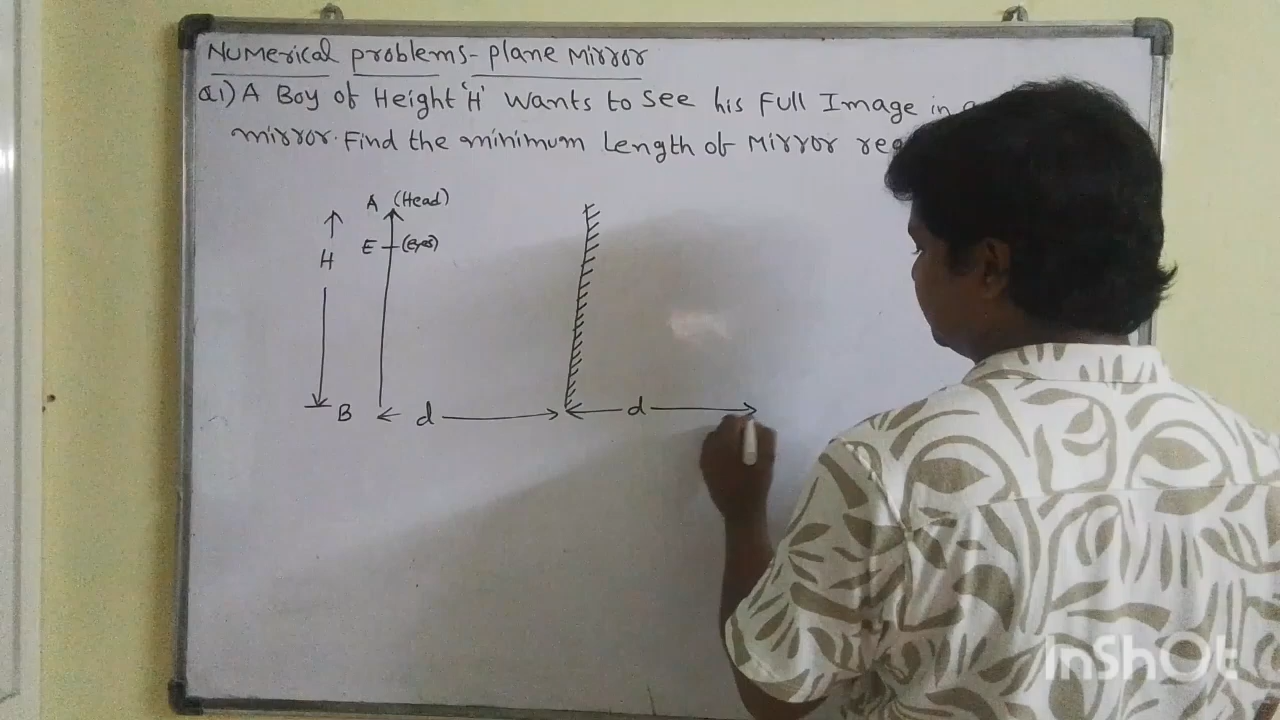 Numerical problems - plane Mirror
Q1) A Boy of Height 'H' wants to see his Full Image in
mirror. Find the minimum Length of Mirror
A (Head)
E (eyes)
H
B
d
d
InShOt